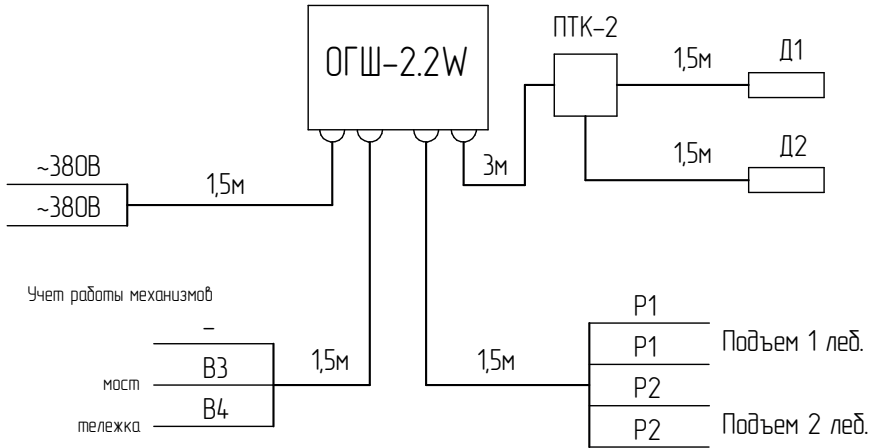 ОГШ-2.2W
ПТК-2
1,5м
Д1
1,5м
Д2
3м
~380В
~380В
1,5м
Учет работы механизмов
-
мост
В3
тележка
В4
1,5м
1,5м
Р1
Р1
Подъем 1 леб.
Р2
Р2
Подъем 2 леб.